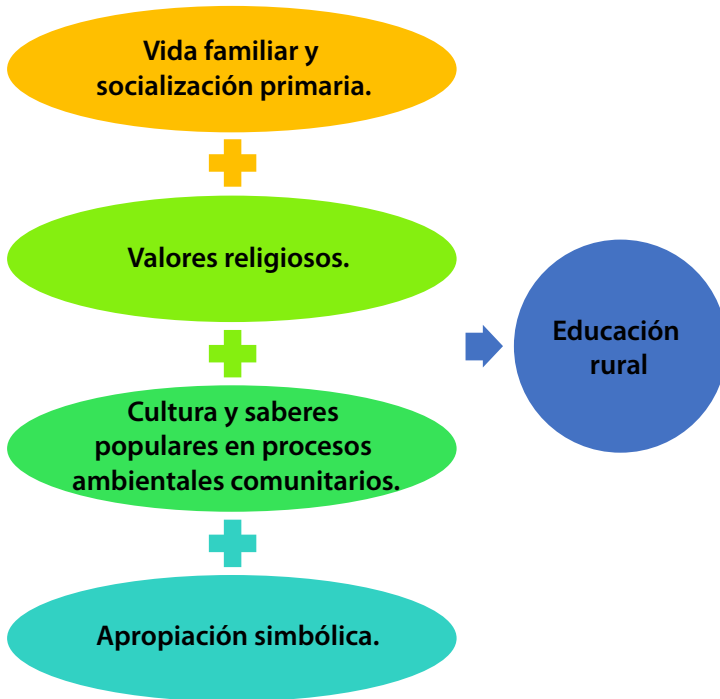 Vida familiar y
socialización primaria.
Valores religiosos.
Cultura y saberes
populares en procesos
ambientales comunitarios.
Apropiación simbólica.
Educación
rural